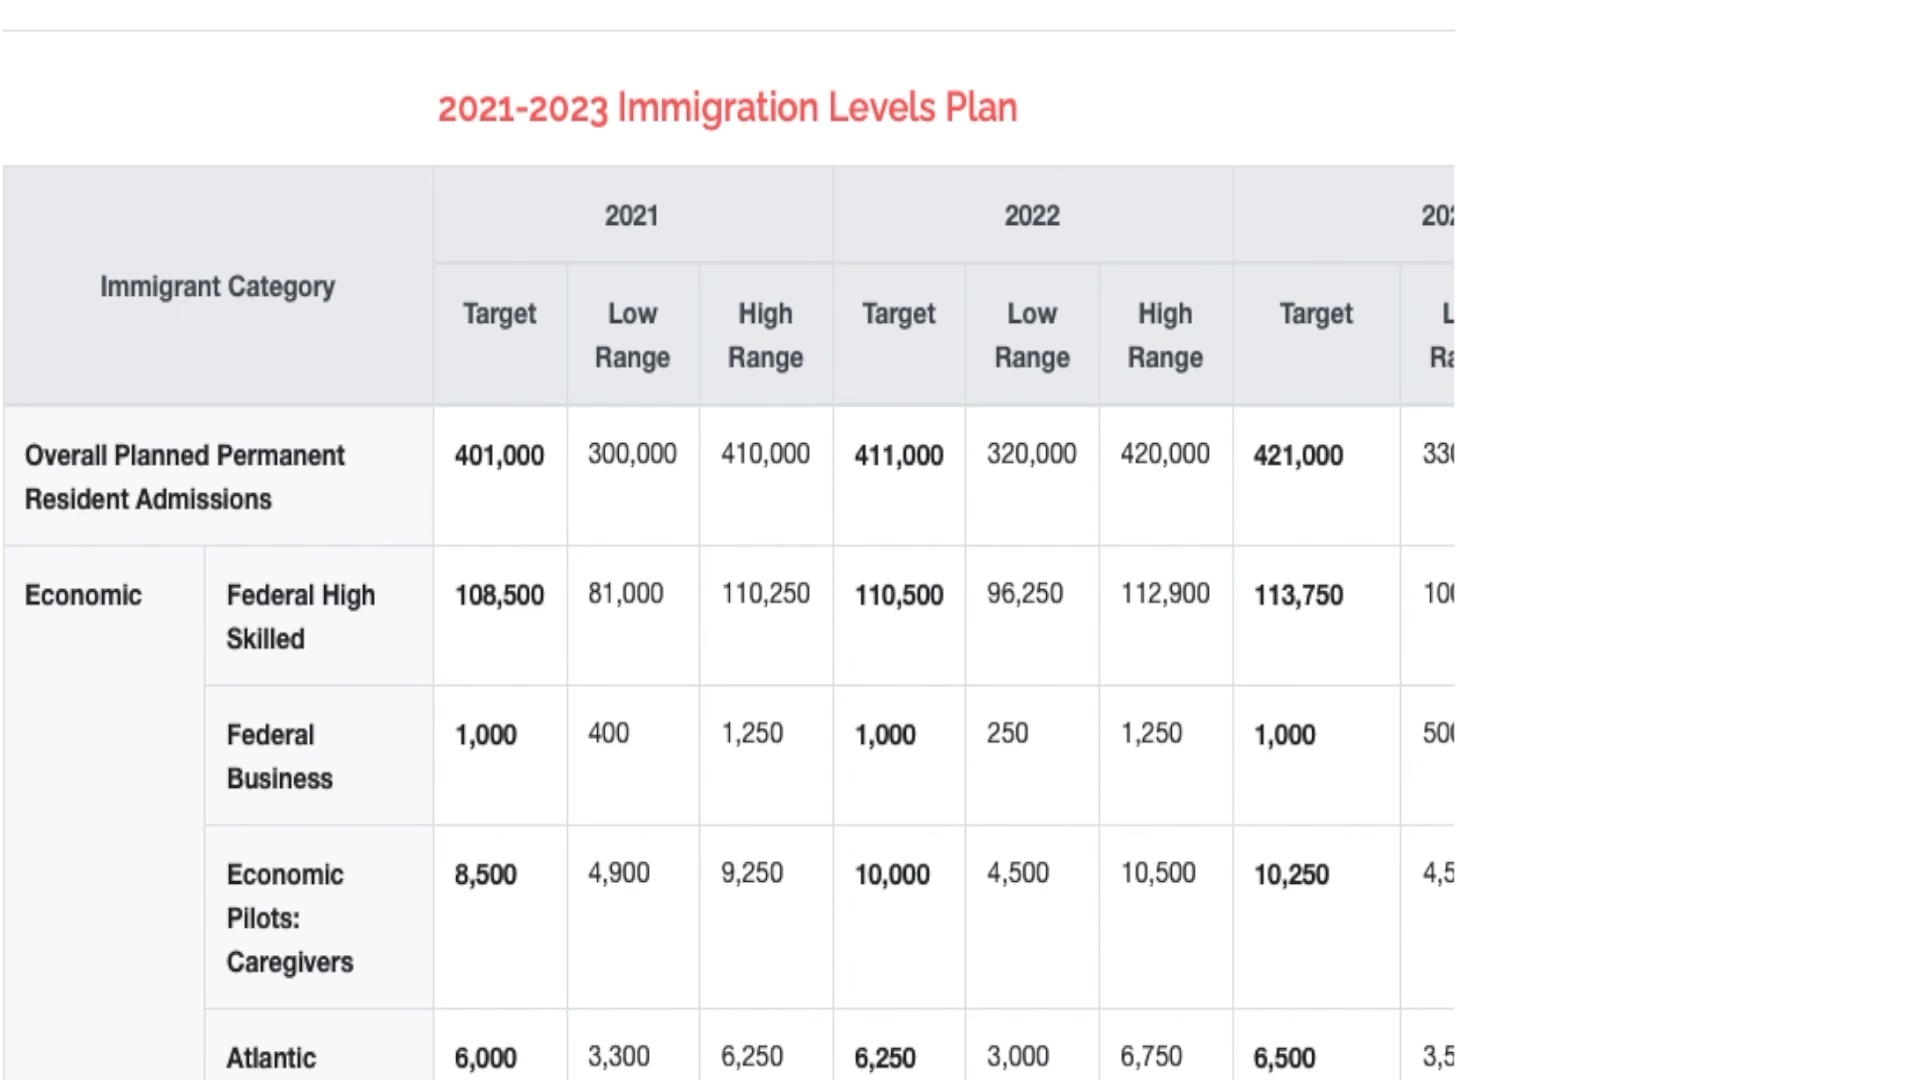 2021-2023 Immigration Levels Plan
Immigrant Category
2021
2022
Target
Low
Range
High
Range
Target
Low
Range
High
Range
Target
Overall Planned Permanent
Resident Admissions
401,000 300,000 410,000 411,000 320,000 420,000 421,000
Economic
Federal High
Skilled
108,500 81,000 110,250 110,500 96,250 112,900 113,750
Federal
Business
1,000 400 1,250 1,000 250 1,250 1,000
Economic
Pilots:
Caregivers
8,500 4,900 9,250 10,000 4,500 10,500 10,250
Atlantic
6,000 3,300 6,250 6,250 3,000 6,750 6,500